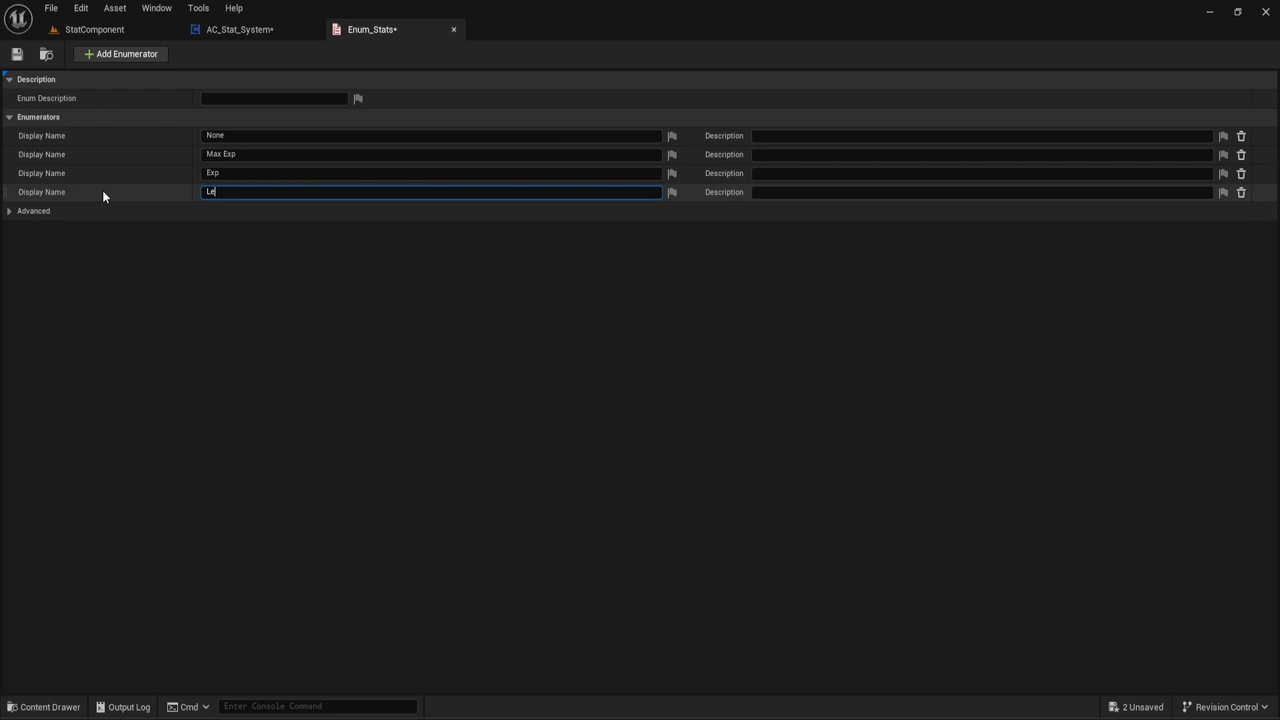 File Edit Asset Window Tools Help
StatComponent AC_Stat_System* Enum_Stats*
Add Enumerator
Description
Enum Description
Enumerators
Display Name None Description
Display Name Max Exp Description
Display Name Exp Description
Display Name Le Description
Advanced
Content Drawer Output Log Cmd Enter Console Command 2 Unsaved Revision Control